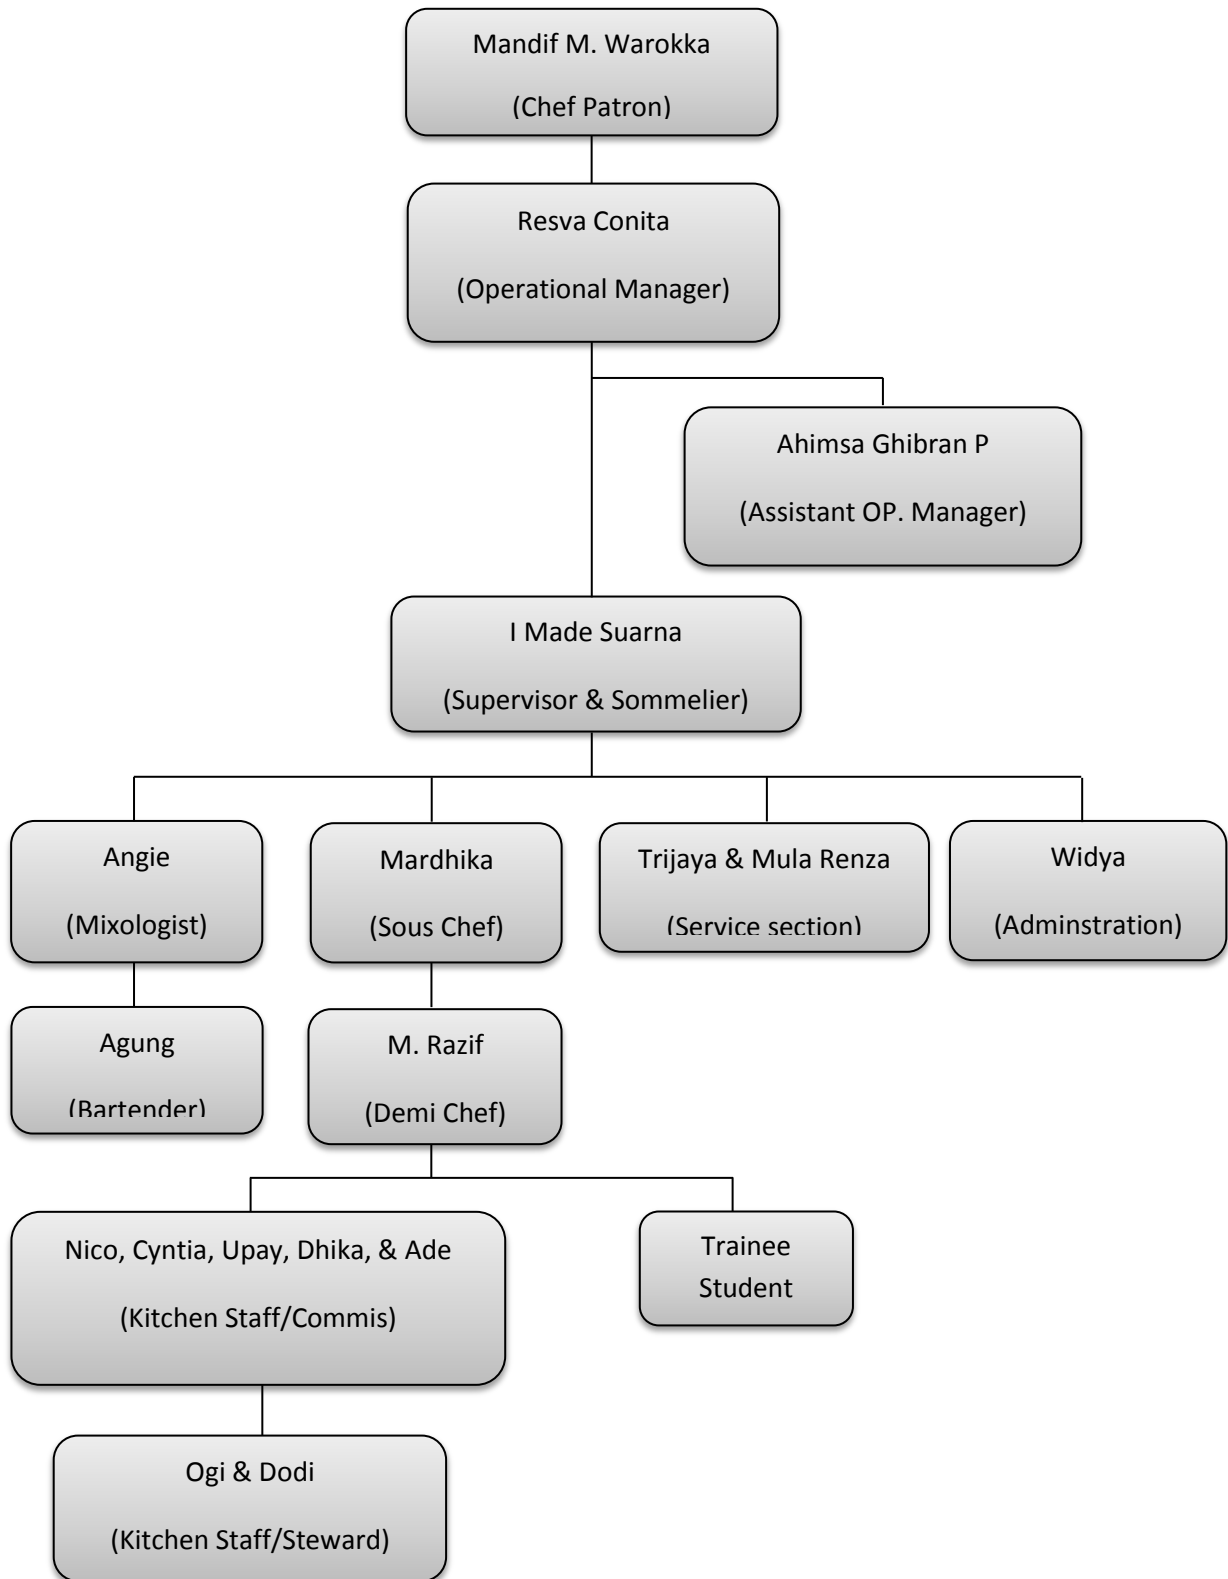 Mandif M. Warokka
(Chef Patron)
Resva Conita
(Operational Manager)
Ahimsa Ghibran P
(Assistant OP. Manager)
I Made Suarna
(Supervisor & Sommelier)
Angie
(Mixologist)
Mardhika
(Sous Chef)
Trijaya & Mula Renza
(Service section)
Widya
(Adminstration)
Agung
(Bartender)
M. Razif
(Demi Chef)
Nico, Cyntia, Upay, Dhika, & Ade
(Kitchen Staff/Commis)
Trainee
Student
Ogi & Dodi
(Kitchen Staff/Steward)